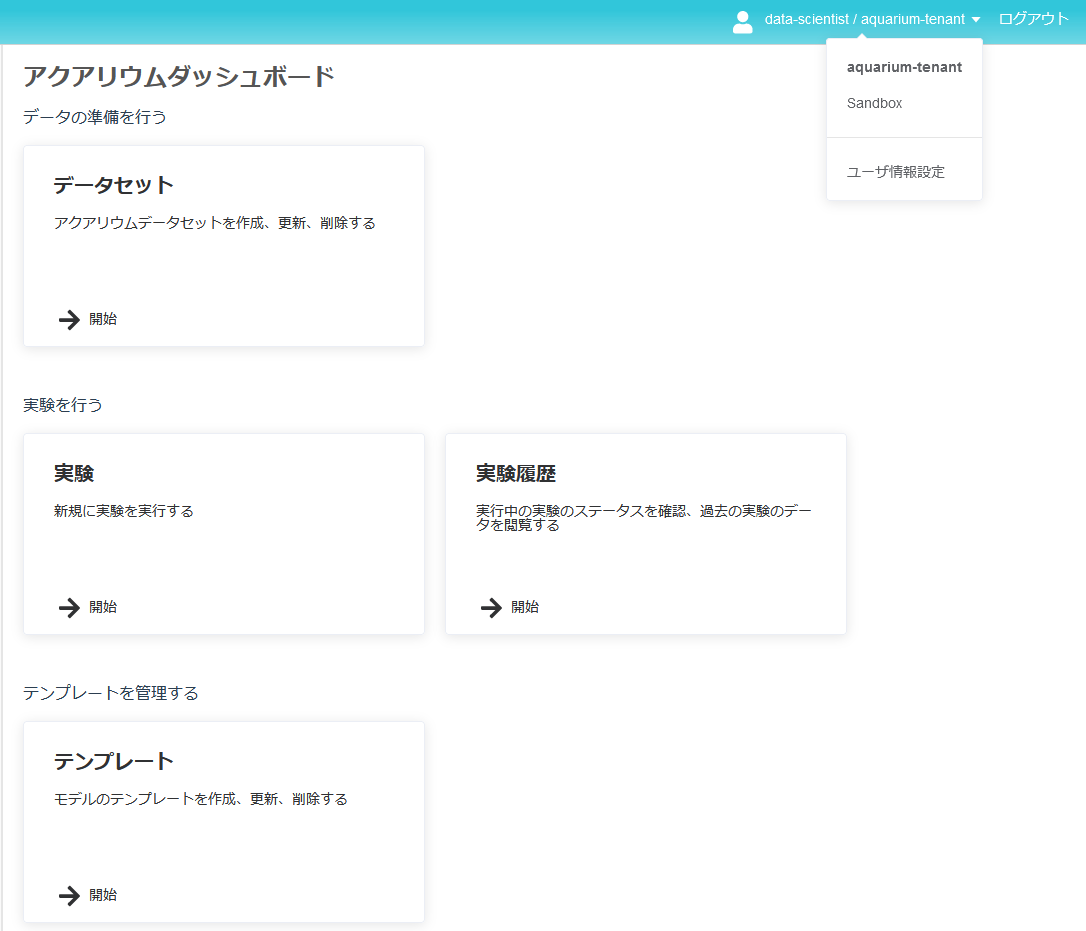 data-scientist / aquarium-tenant
ログアウト
aquarium-tenant
Sandbox
ユーザ情報設定
アクアリウムダッシュボード
データの準備を行う
データセット
アクアリウムデータセットを作成、更新、削除する
開始
実験を行う
実験
新規に実験を実行する
開始
実験履歴
実行中の実験のステータスを確認、過去の実験のデー
タを閲覧する
開始
テンプレートを管理する
テンプレート
モデルのテンプレートを作成、更新、削除する
開始